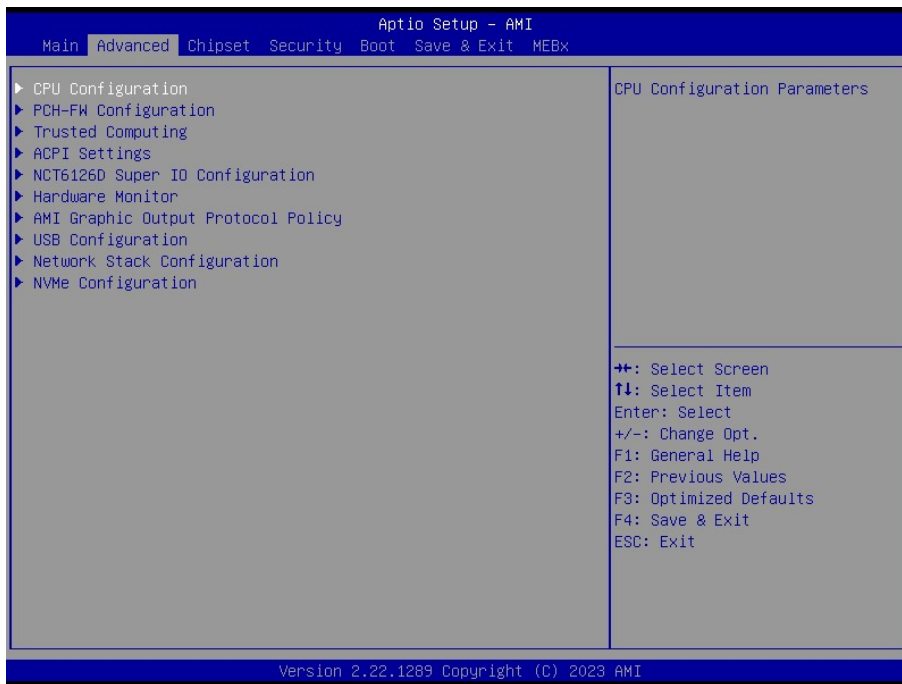 Aptio Setup – AMI
Main Advanced Chipset Security Boot Save & Exit MEBx
▶ CPU Configuration
▶ PCH-FW Configuration
▶ Trusted Computing
▶ ACPI Settings
▶ NCT6126D Super IO Configuration
▶ Hardware Monitor
▶ AMI Graphic Output Protocol Policy
▶ USB Configuration
▶ Network Stack Configuration
▶ NVMe Configuration
CPU Configuration Parameters
→←: Select Screen
↑↓: Select Item
Enter: Select
+/-: Change Opt.
F1: General Help
F2: Previous Values
F3: Optimized Defaults
F4: Save & Exit
ESC: Exit
Version 2.22.1289 Copyright (C) 2023 AMI